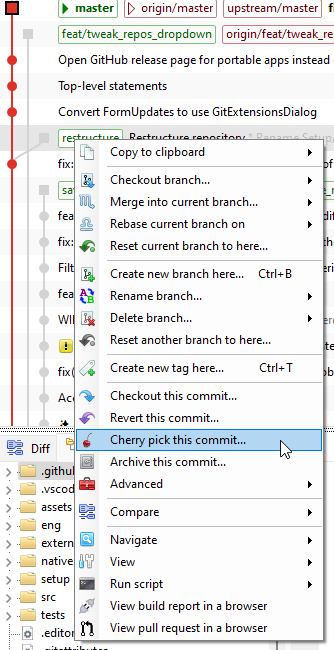 master origin/master upstream/master
feat/tweak_repos_dropdown origin/feat/tweak_re
Open GitHub release page for portable apps instead
Top-level statements
Convert FormUpdates to use GitExtensionsDialog
restructure Restructure repository * Rename Setup/
fix:
Copy to clipboard
sa
Checkout branch...
fea
Merge into current branch...
Rebase current branch on
fix:
Reset current branch to here...
Filt
Create new branch here... Ctrl+B
fea
Rename branch...
WII
Delete branch...
Reset another branch to here...
fix(
Create new tag here... Ctrl+T
Acc
Checkout this commit...
Revert this commit...
Diff
Cherry pick this commit...
Archive this commit...
.githu
Advanced
.vscod
assets
Compare
eng
extern
Navigate
native
View
setup
Run script
src
View build report in a browser
tests
View pull request in a browser
.editor
.gitattributes